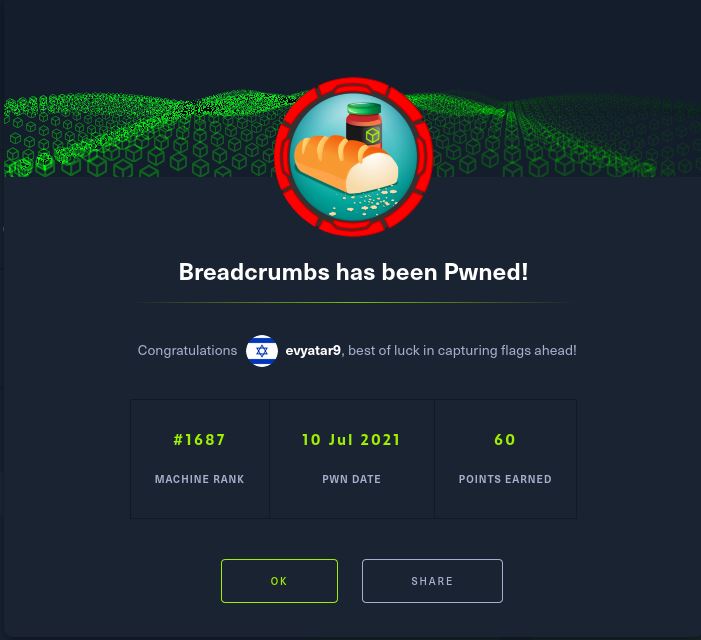 Breadcrumbs has been Pwned!
Congratulations evyatar9, best of luck in capturing flags ahead!
#1687 10 Jul 2021 60
MACHINE RANK PWN DATE POINTS EARNED
OK SHARE